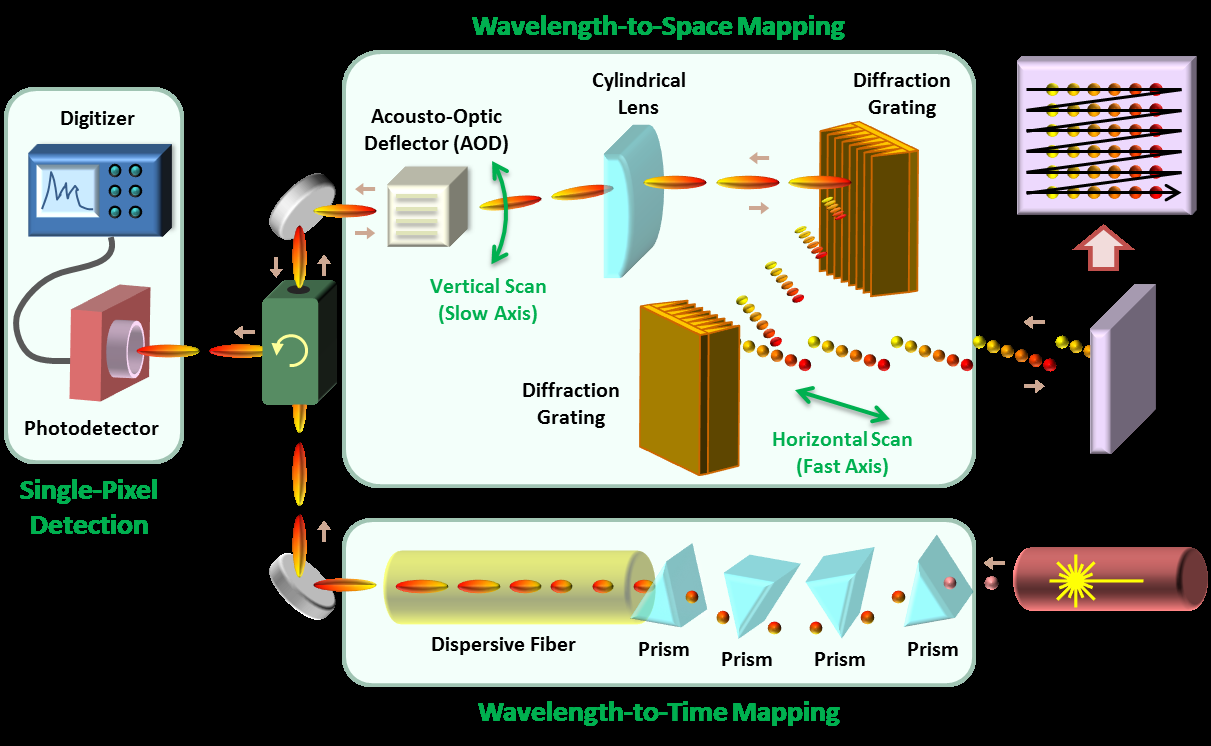 Wavelength-to-Space Mapping
Digitizer
Photodetector
Single-Pixel
Detection
Acousto-Optic
Deflector (AOD)
Cylindrical
Lens
Diffraction
Grating
Vertical Scan
(Slow Axis)
Diffraction
Grating
Horizontal Scan
(Fast Axis)
Dispersive Fiber
Prism
Prism
Prism
Prism
Wavelength-to-Time Mapping